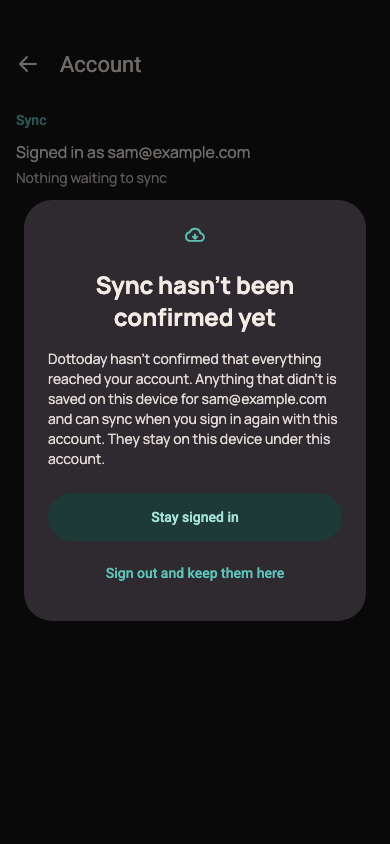 Account
Sync
Signed in as sam@example.com
Nothing waiting to sync
Sync hasn't been
confirmed yet
Dottoday hasn't confirmed that everything
reached your account. Anything that didn't is
saved on this device for sam@example.com
and can sync when you sign in again with this
account. They stay on this device under this
account.
Stay signed in
Sign out and keep them here